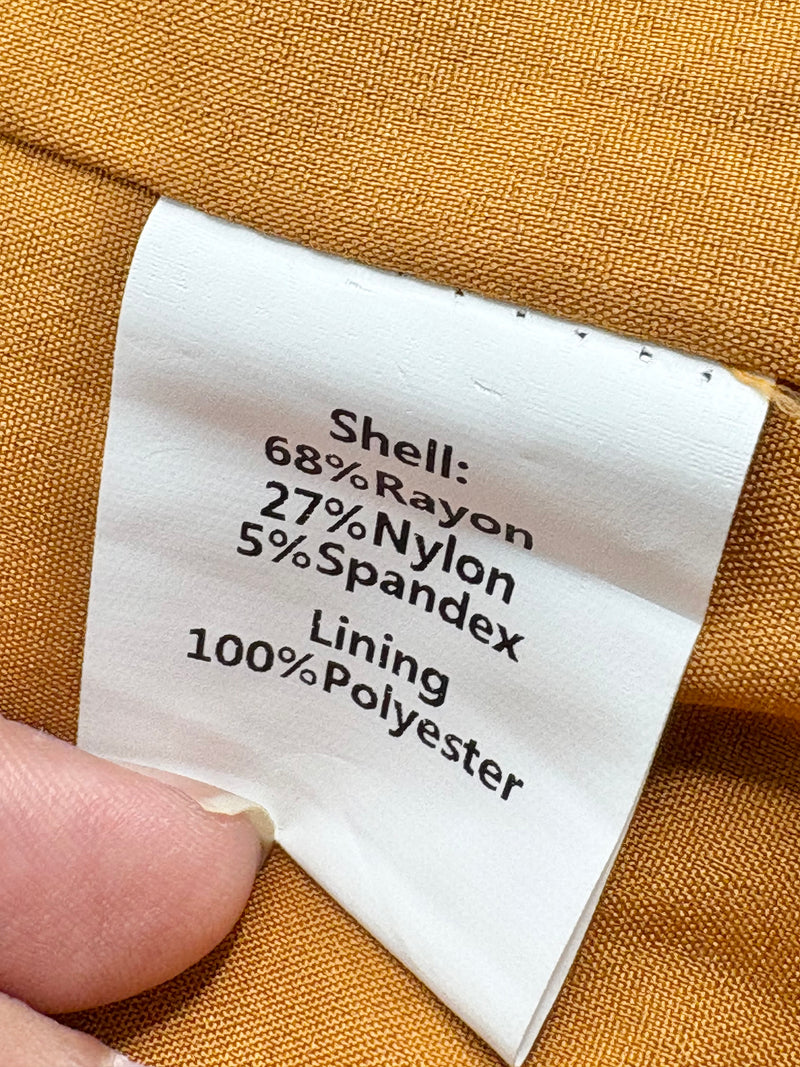 Shell:
68%Rayon
27%Nylon
5%Spandex
Lining
100%Polyester